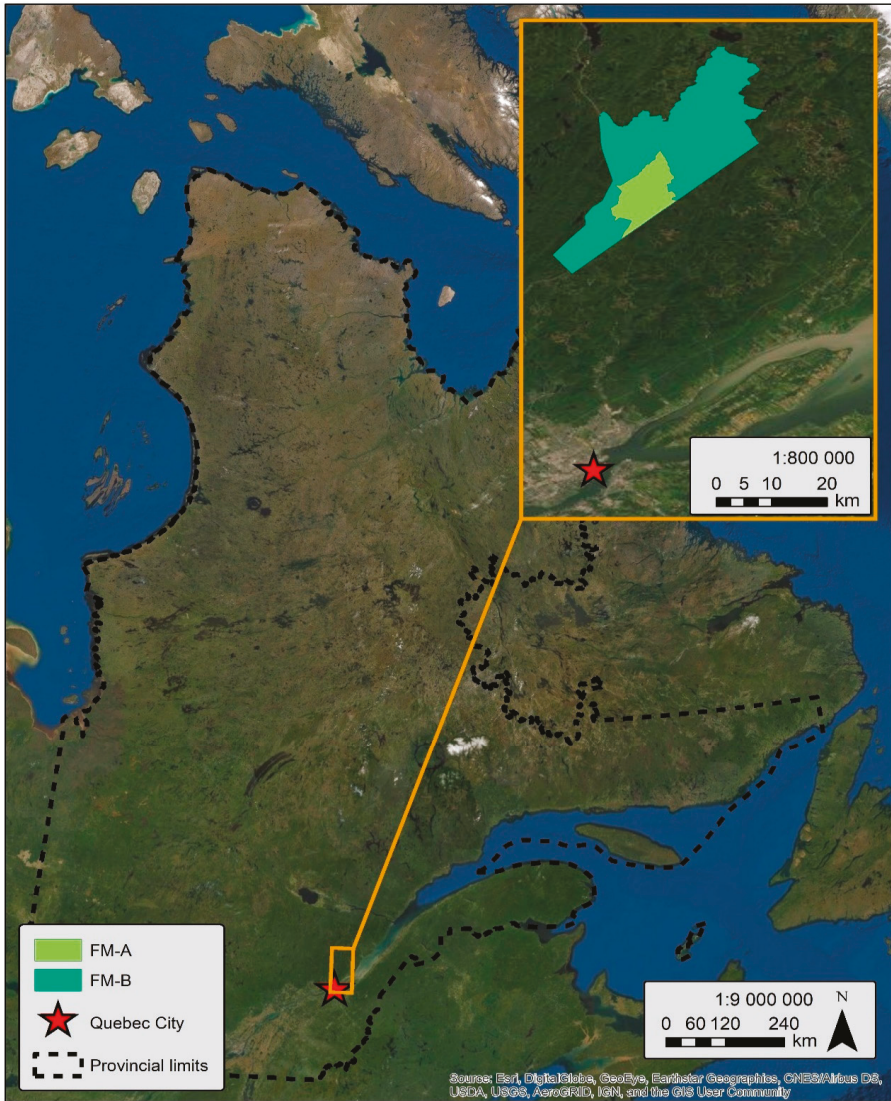 1:800 000
0 5 10 20
km
FM-A
FM-B
Quebec City
Provincial limits
1:9 000 000
N
0 60 120 240
km
Source: Esri, DigitalGlobe, GeoEye, Earthstar Geographics, CNES/Airbus DS,
USDA, USGS, AeroGRID, IGN, and the GIS User Community